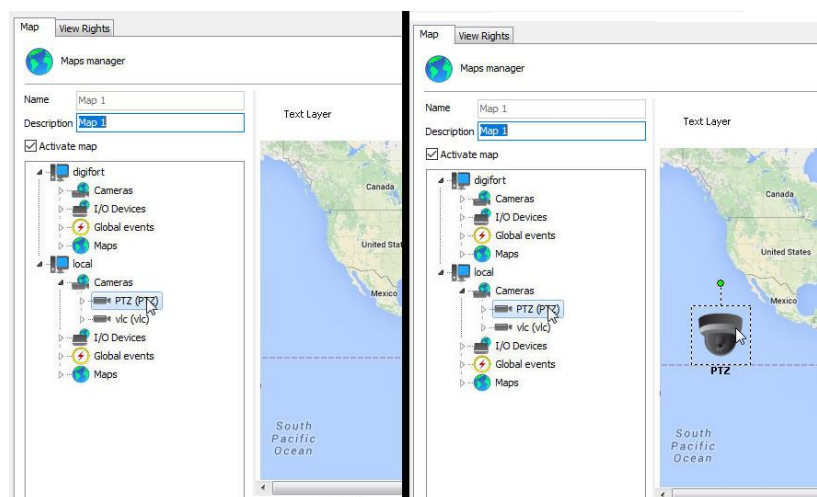 Map View Rights
Maps manager
Name Map 1
Description Map 1
Activate map
digifort
Cameras
I/O Devices
Global events
Maps
local
Cameras
PTZ (PTZ)
vlc (vlc)
I/O Devices
Global events
Maps
Text Layer
Canada
United Stat
Mexico
South
Pacific
Ocean
Map View Rights
Maps manager
Name Map 1
Description Map 1
Activate map
digifort
Cameras
I/O Devices
Global events
Maps
local
Cameras
PTZ (PTZ)
vlc (vlc)
I/O Devices
Global events
Maps
Text Layer
Canada
United States
Mexico
PTZ
South
Pacific
Ocean